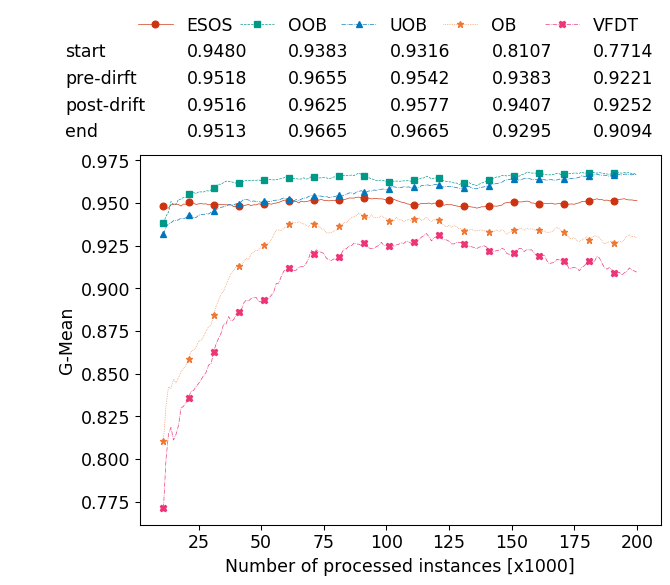 ESOS OOB UOB OB VFDT
start 0.9480 0.9383 0.9316 0.8107 0.7714
pre-dirft 0.9518 0.9655 0.9542 0.9383 0.9221
post-drift 0.9516 0.9625 0.9577 0.9407 0.9252
end 0.9513 0.9665 0.9665 0.9295 0.9094
0.975
0.950
0.925
0.900
0.875
0.850
0.825
0.800
0.775
G-Mean
25 50 75 100 125 150 175 200
Number of processed instances [x1000]